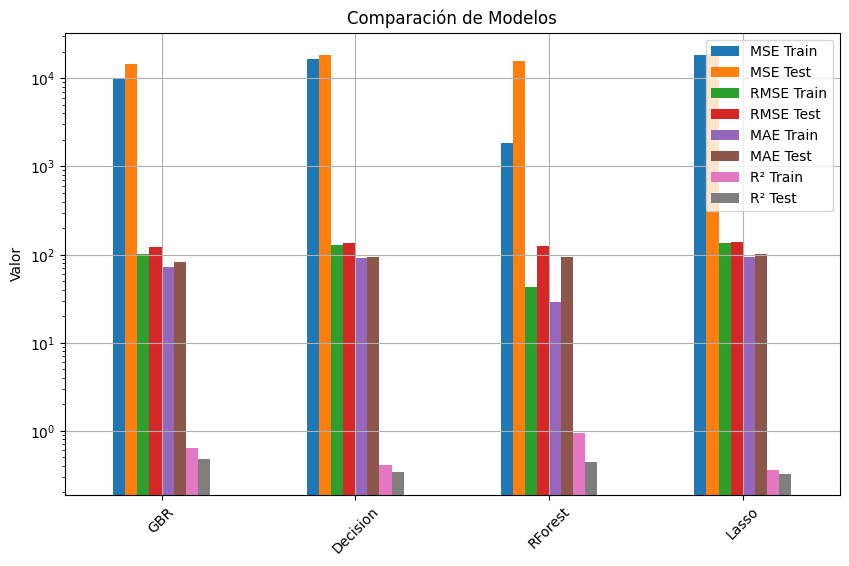 Comparación de Modelos
MSE Train
MSE Test
RMSE Train
RMSE Test
MAE Train
MAE Test
R² Train
R² Test
Valor
10⁴
10³
10²
10¹
10⁰
GBR
Decision
RForest
Lasso